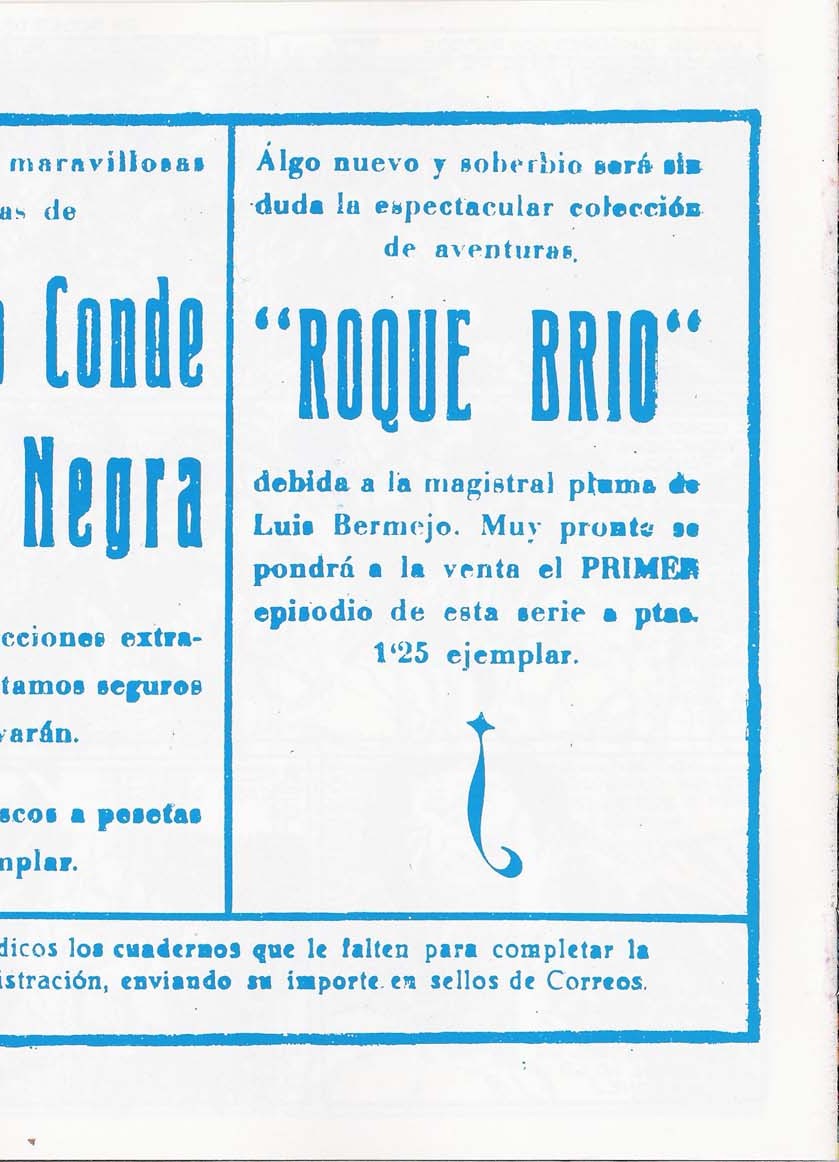 maravillosas
as de
o Conde
Negra
cciones extra-
tamos seguros
varán.
scos a pesetas
mplar.
Álgo nuevo y soberbio será sin
duda la espectacular colección
de aventuras,
“ROQUE BRIO“
debida a la magistral pluma de
Luis Bermejo. Muy pronto se
pondrá a la venta el PRIMER
episodio de esta serie a ptas.
1‘25 ejemplar.
dicos los cuadernos que le falten para completar la
istración, enviando su importe en sellos de Correos.